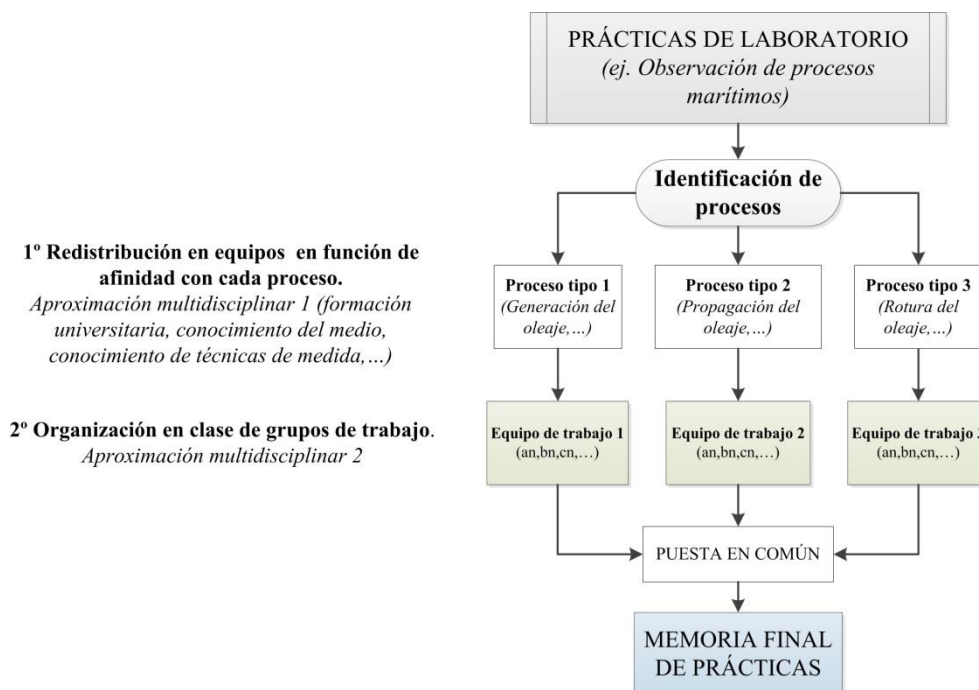 PRÁCTICAS DE LABORATORIO
(ej. Observación de procesos
marítimos)
Identificación de
procesos
1º Redistribución en equipos en función de
afinidad con cada proceso.
Aproximación multidisciplinar 1 (formación
universitaria, conocimiento del medio,
conocimiento de técnicas de medida,…)
Proceso tipo 1
(Generación del
oleaje,…)
Proceso tipo 2
(Propagación del
oleaje,…)
Proceso tipo 3
(Rotura del
oleaje,…)
2º Organización en clase de grupos de trabajo.
Aproximación multidisciplinar 2
Equipo de trabajo 1
(an,bn,cn,…)
Equipo de trabajo 2
(an,bn,cn,…)
Equipo de trabajo
(an,bn,cn,…)
PUESTA EN COMÚN
MEMORIA FINAL
DE PRÁCTICAS